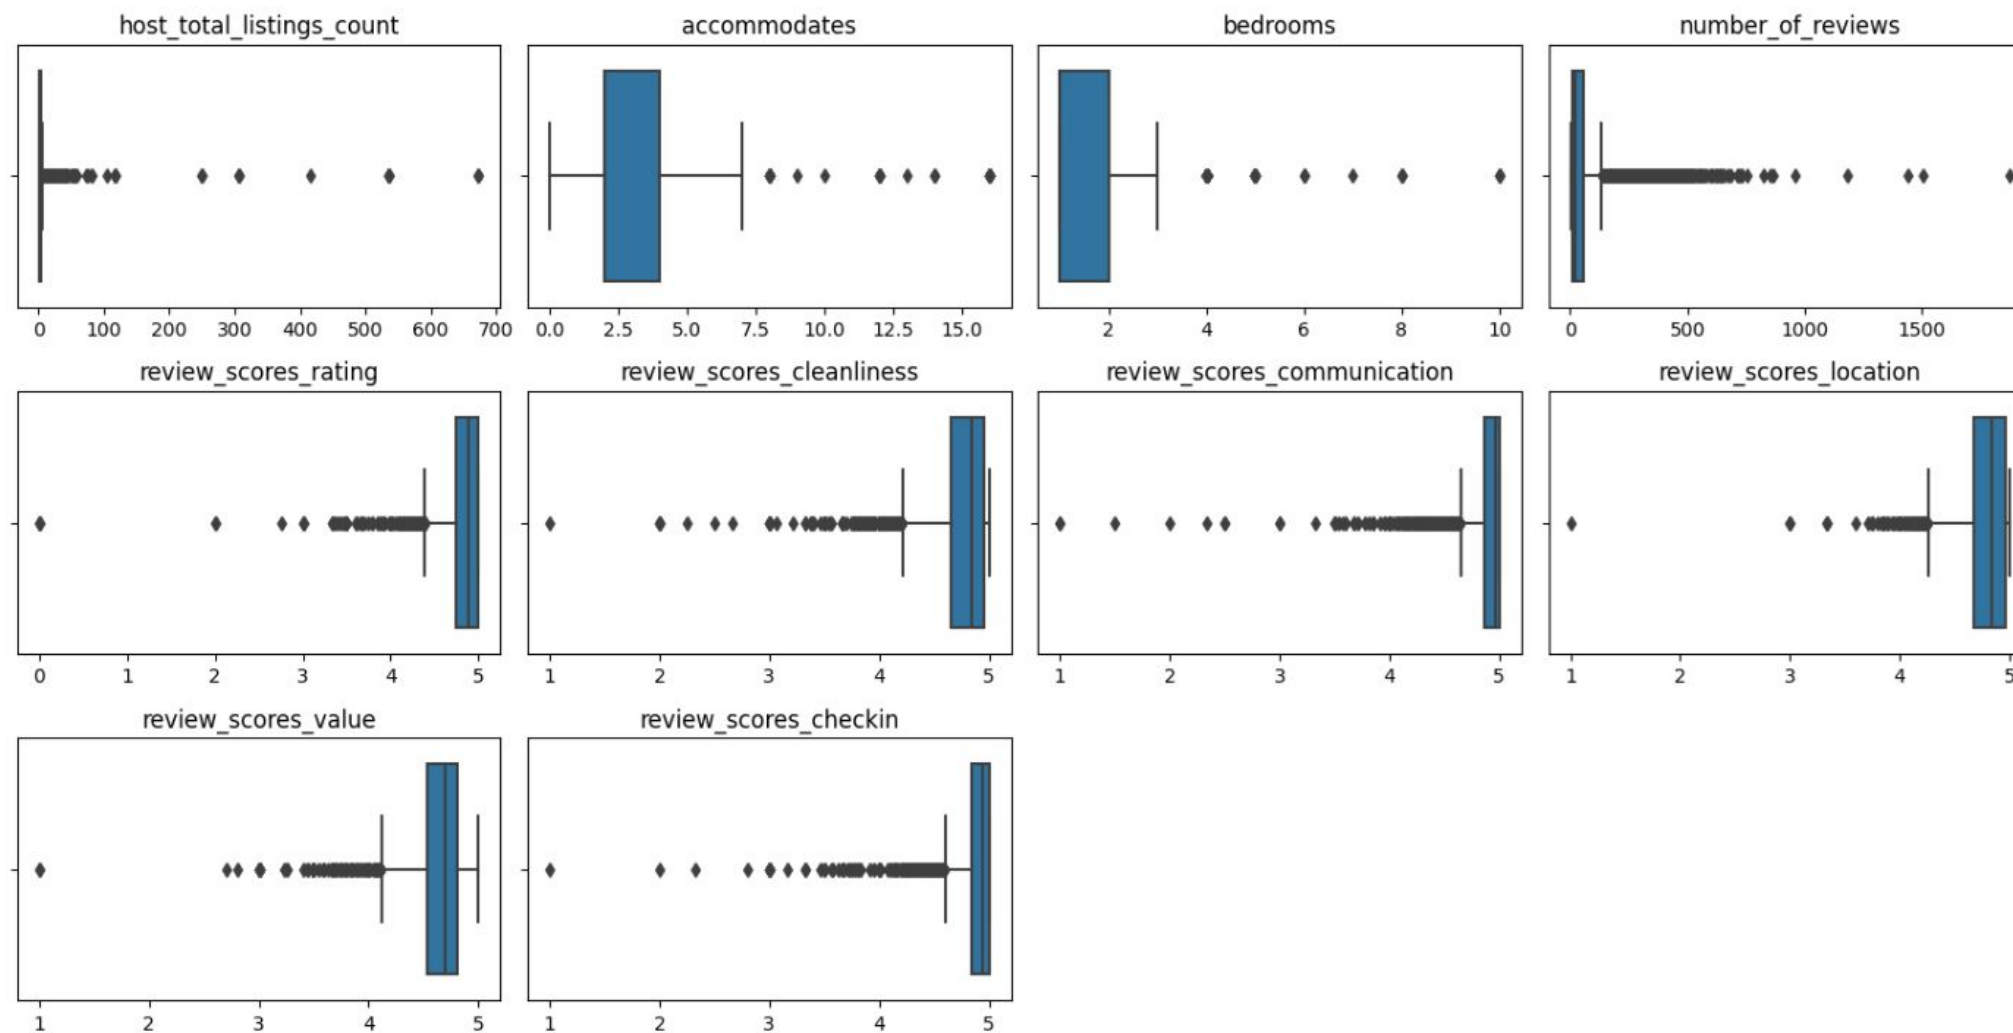 host_total_listings_count
accommodates
bedrooms
number_of_reviews
0 100 200 300 400 500 600 700
0.0 2.5 5.0 7.5 10.0 12.5 15.0
2 4 6 8 10
0 500 1000 1500
review_scores_rating
review_scores_cleanliness
review_scores_communication
review_scores_location
0 1 2 3 4 5
1 2 3 4 5
1 2 3 4 5
1 2 3 4 5
review_scores_value
review_scores_checkin
1 2 3 4 5
1 2 3 4 5